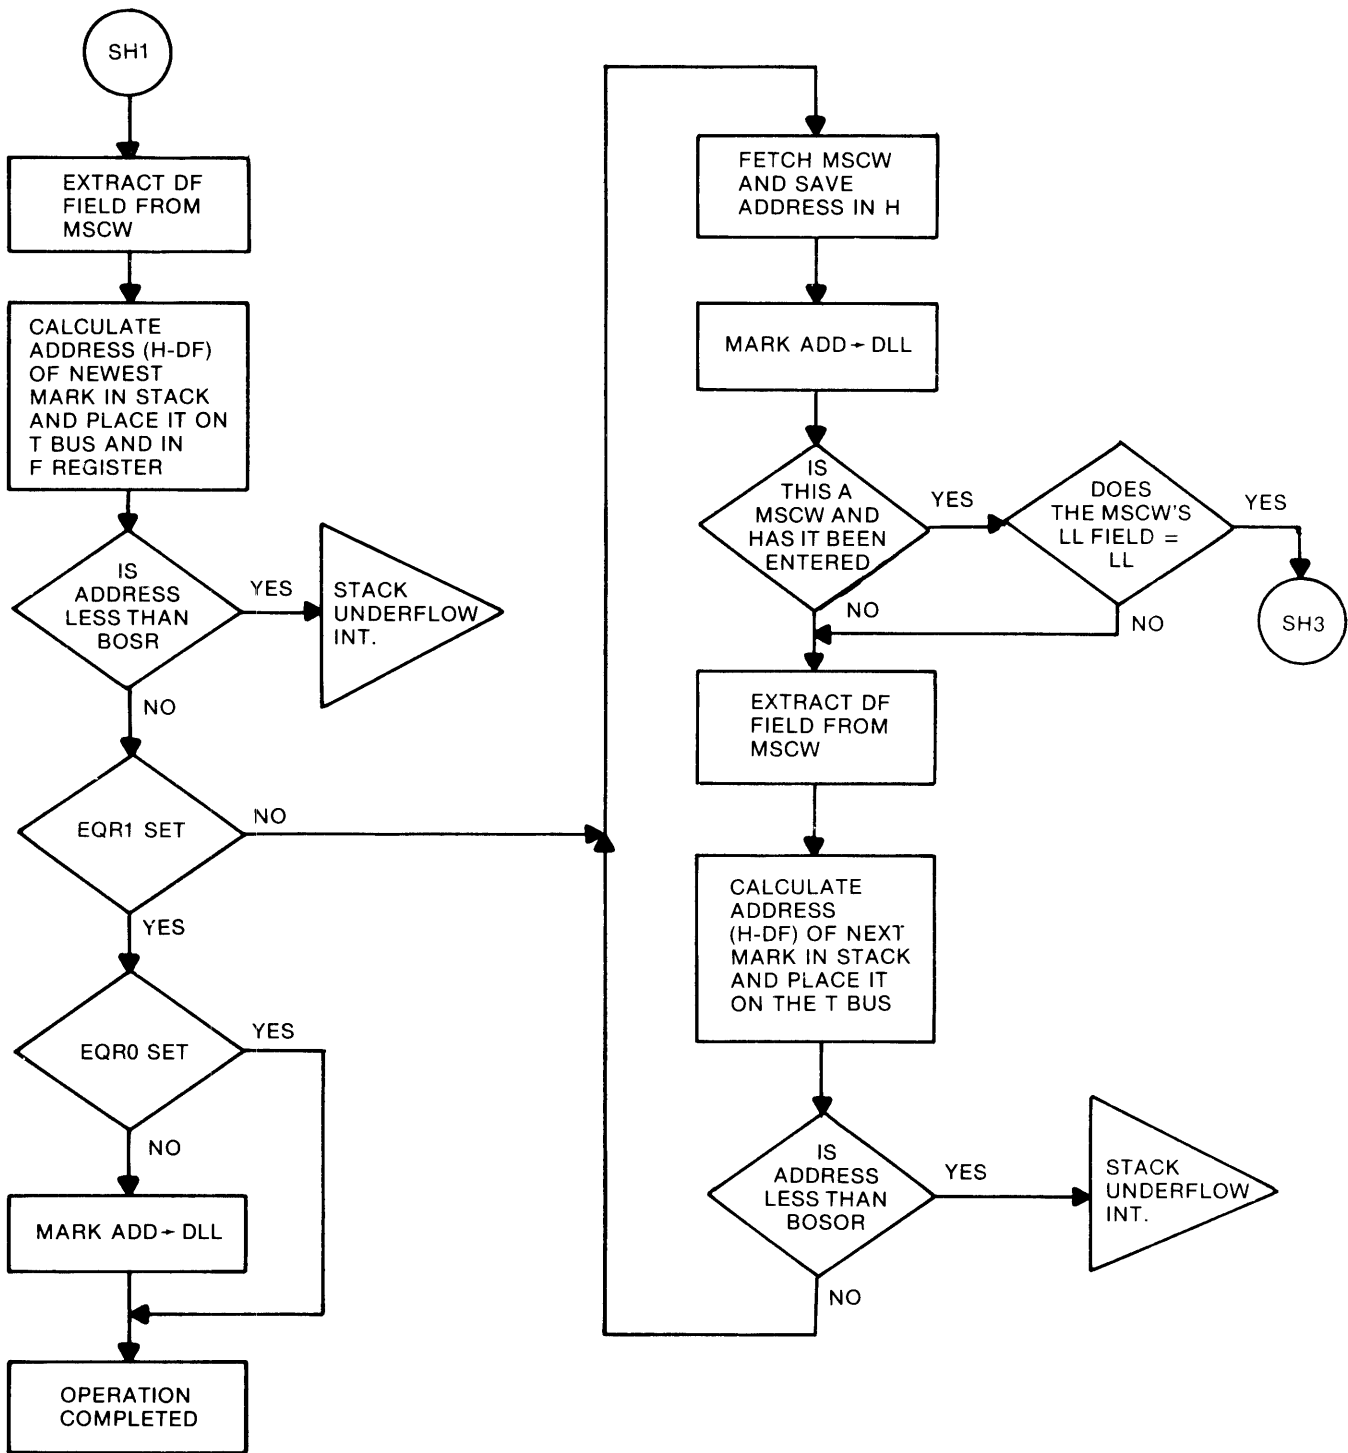 SH1
EXTRACT DF
FIELD FROM
MSCW
CALCULATE
ADDRESS (H-DF)
OF NEWEST
MARK IN STACK
AND PLACE IT ON
T BUS AND IN
F REGISTER
IS
ADDRESS
LESS THAN
BOSR
YES
STACK
UNDERFLOW
INT.
NO
EQR1 SET
NO
YES
EQR0 SET
YES
NO
MARK ADD→DLL
OPERATION
COMPLETED
FETCH MSCW
AND SAVE
ADDRESS IN H
MARK ADD→DLL
IS
THIS A
MSCW AND
HAS IT BEEN
ENTERED
YES
DOES
THE MSCW'S
LL FIELD =
LL
YES
SH3
NO
NO
EXTRACT DF
FIELD FROM
MSCW
CALCULATE
ADDRESS
(H-DF) OF NEXT
MARK IN STACK
AND PLACE IT
ON THE T BUS
IS
ADDRESS
LESS THAN
BOSOR
YES
STACK
UNDERFLOW
INT.
NO